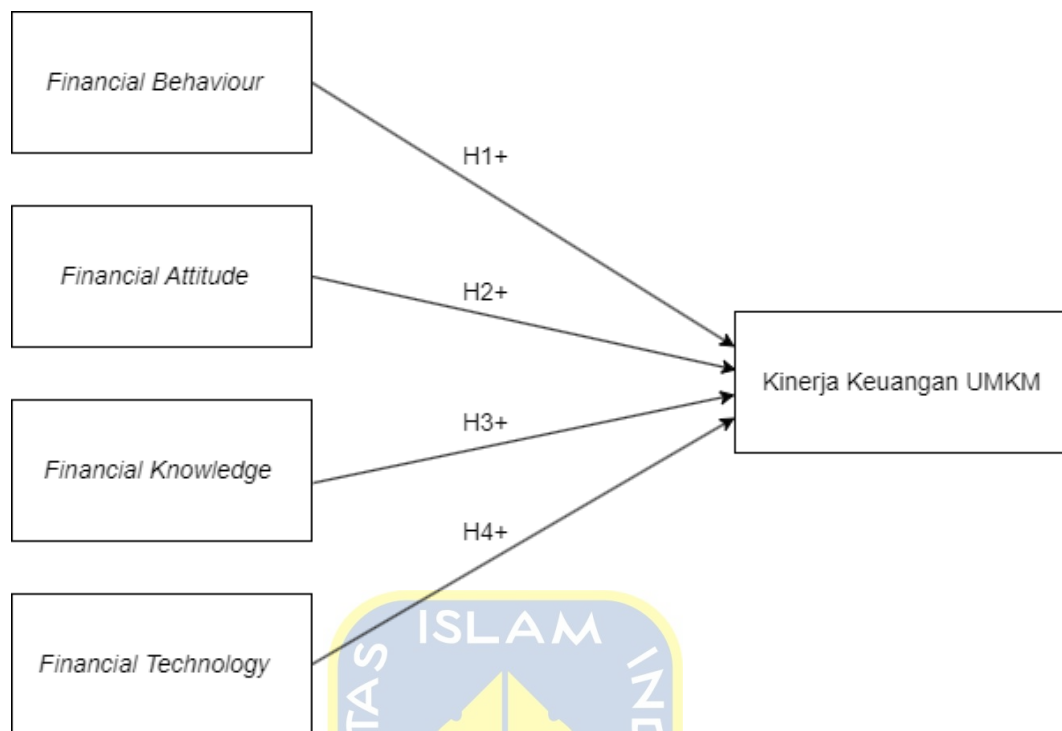 Financial Behaviour
H1+
Financial Attitude
H2+
Kinerja Keuangan UMKM
Financial Knowledge
H3+
H4+
Financial Technology
ISLAM